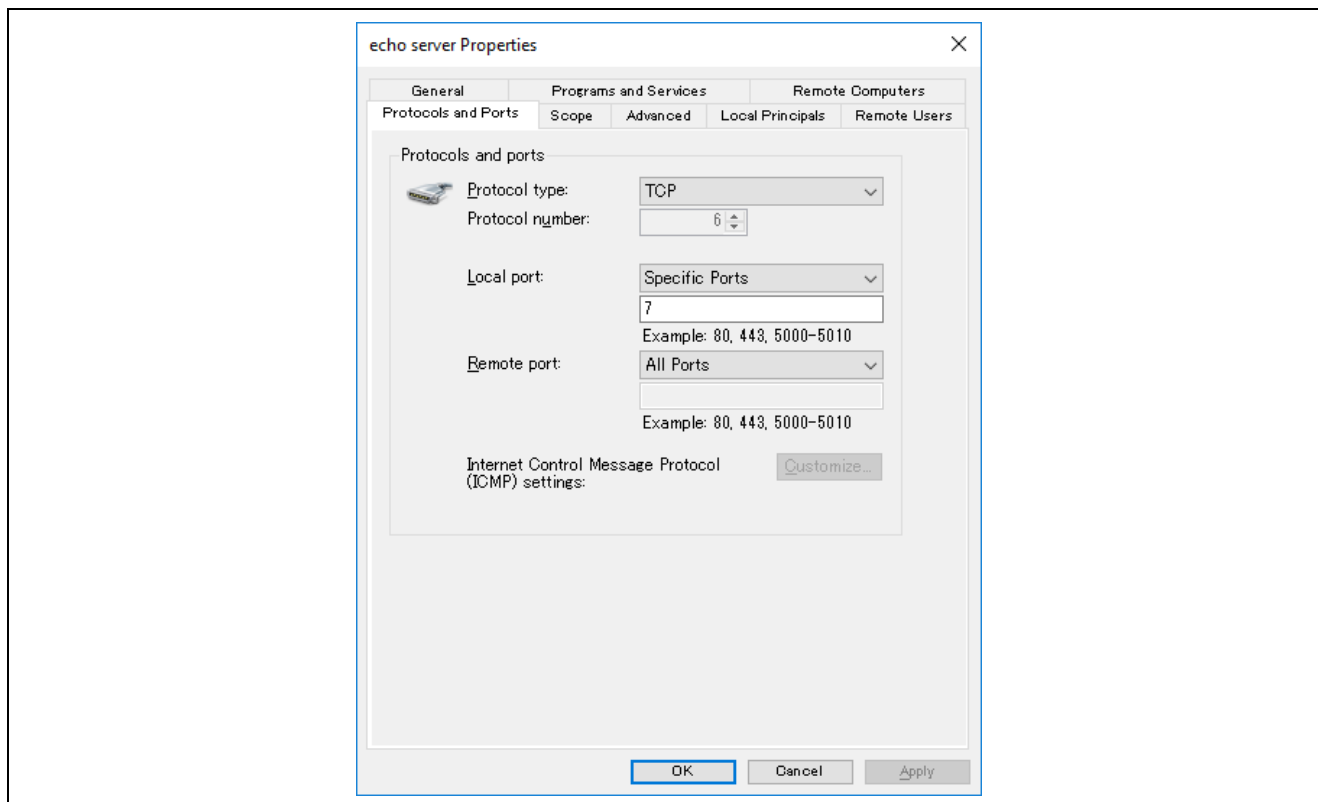 echo server Properties
General Programs and Services Remote Computers
Protocols and Ports Scope Advanced Local Principals Remote Users
Protocols and ports
Protocol type: TCP
Protocol number: 6
Local port: Specific Ports
7
Example: 80, 443, 5000-5010
Remote port: All Ports
Example: 80, 443, 5000-5010
Internet Control Message Protocol
(ICMP) settings:
Customize...
OK Cancel Apply